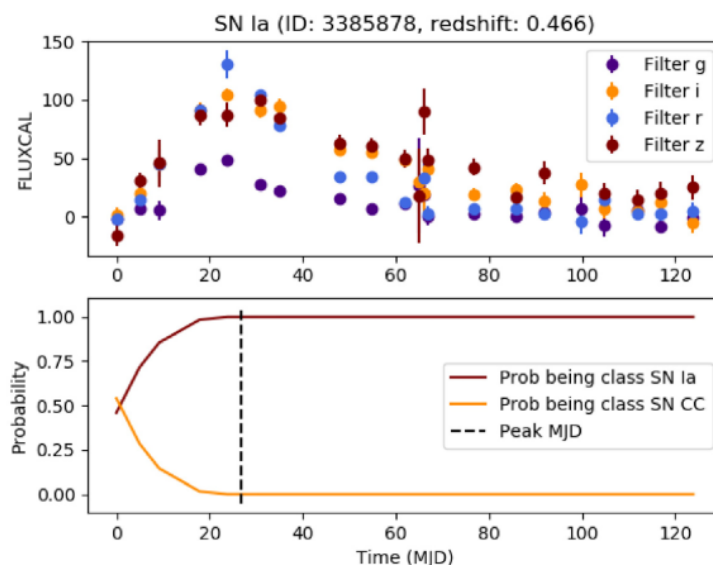 SN Ia (ID: 3385878, redshift: 0.466)
150
100
50
0
FLUXCAL
Filter g
Filter i
Filter r
Filter z
0 20 40 60 80 100 120
1.00
0.75
0.50
0.25
0.00
Probability
Prob being class SN Ia
Prob being class SN CC
Peak MJD
0 20 40 60 80 100 120
Time (MJD)